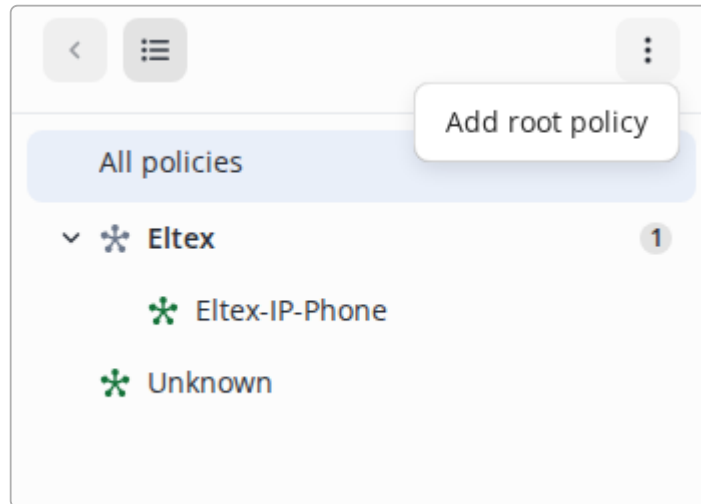 Add root policy
All policies
Eltex 1
Eltex-IP-Phone
Unknown